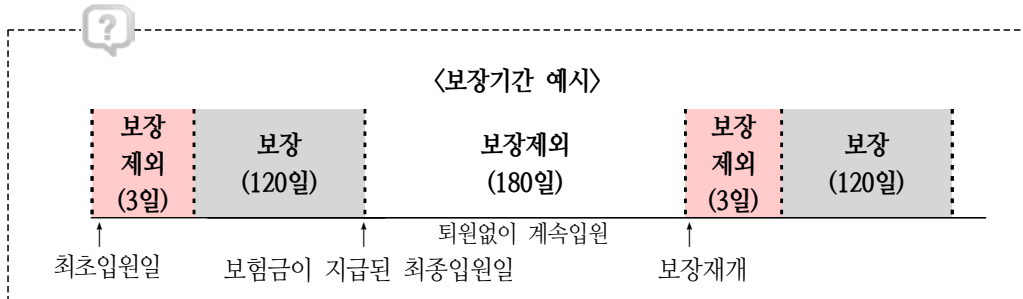 ?
〈보장기간 예시〉
보장
제외
(3일)
보장
(120일)
보장제외
(180일)
보장
제외
(3일)
보장
(120일)
퇴원없이 계속입원
최초입원일
보험금이 지급된 최종입원일
보장재개